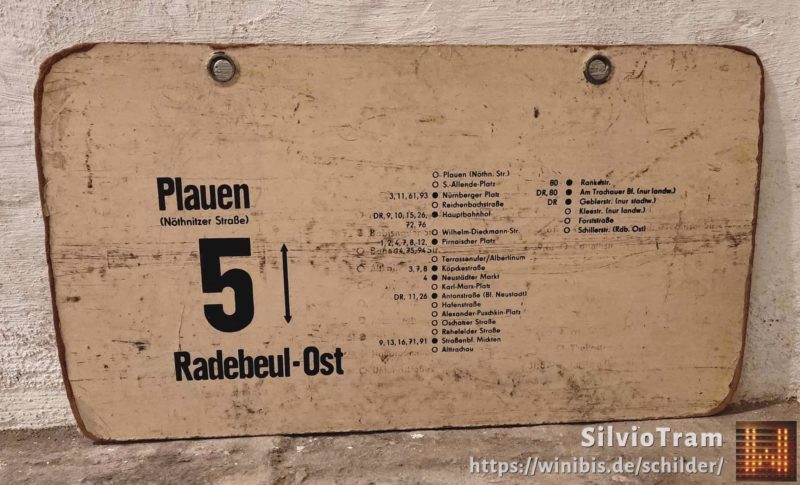 Plauen
(Nöthnitzer Straße)
5
Radebeul-Ost
Plauen (Nöthn. Str.)
S.-Allende-Platz
3, 11, 61, 93 Nürnberger Platz
Reichenbachstraße
DR, 9, 10, 15, 26, Hauptbahnhof
72, 76
Wilhelm-Dieckmann-Str.
1, 2, 4, 7, 8, 12, Pirnaischer Platz
75, 94
Terrassenufer/Albertinum
3, 7, 8 Köpckestraße
4 Neustädter Markt
Karl-Marx-Platz
DR, 11, 26 Antonstraße (Bf. Neustadt)
Hafenstraße
Alexander-Puschkin-Platz
Oschatzer Straße
Rehefelder Straße
9, 13, 16, 71, 91 Straßenbf. Mickten
Alttrachau
80 Rankestr.
DR, 80 Am Trachauer Bf. (nur landw.)
DR Geblerstr. (nur stadtw.)
Kleestr. (nur landw.)
Forststraße
Schillerstr. (Rdb. Ost)
SilvioTram
https://winibis.de/schilder/